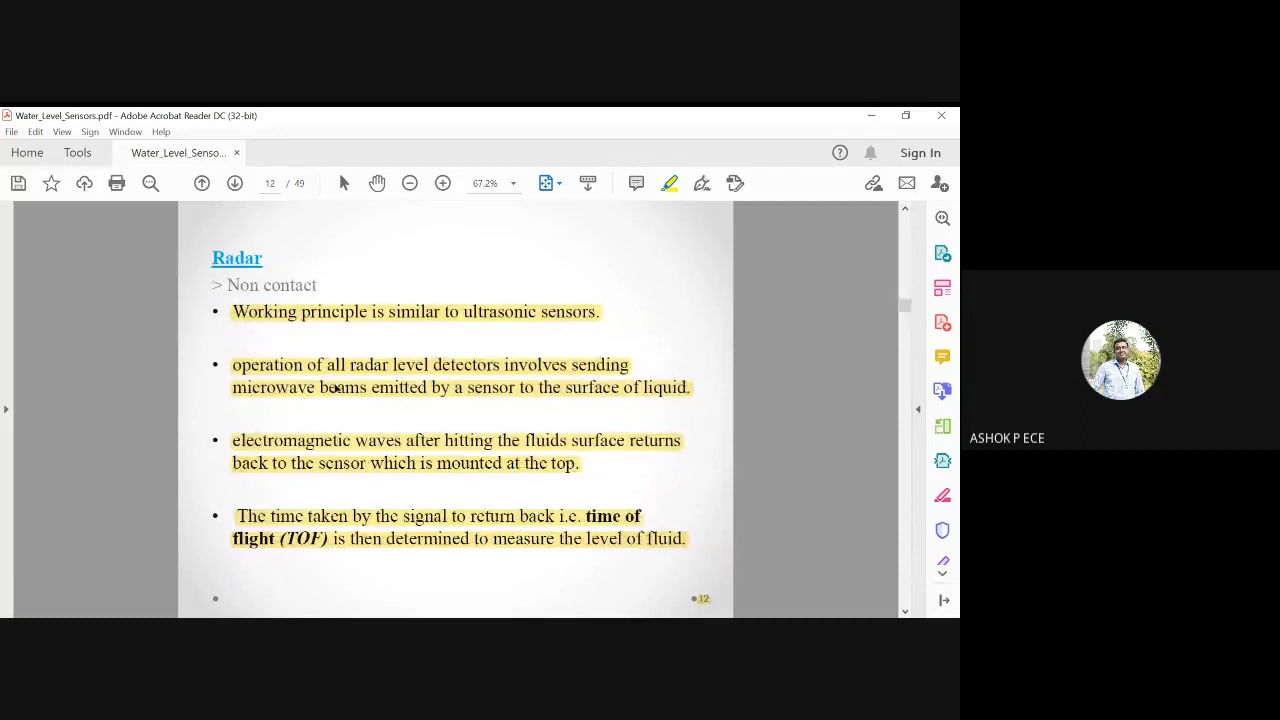 Water_Level_Sensors.pdf - Adobe Acrobat Reader DC (32-bit)
File Edit View Sign Window Help
Home Tools Water_Level_Senso... × Sign In
12 / 49 67.2%
Radar
> Non contact
• Working principle is similar to ultrasonic sensors.
• operation of all radar level detectors involves sending
microwave beams emitted by a sensor to the surface of liquid.
• electromagnetic waves after hitting the fluids surface returns
back to the sensor which is mounted at the top.
• The time taken by the signal to return back i.e. time of
flight (TOF) is then determined to measure the level of fluid.
• •12
ASHOK P ECE